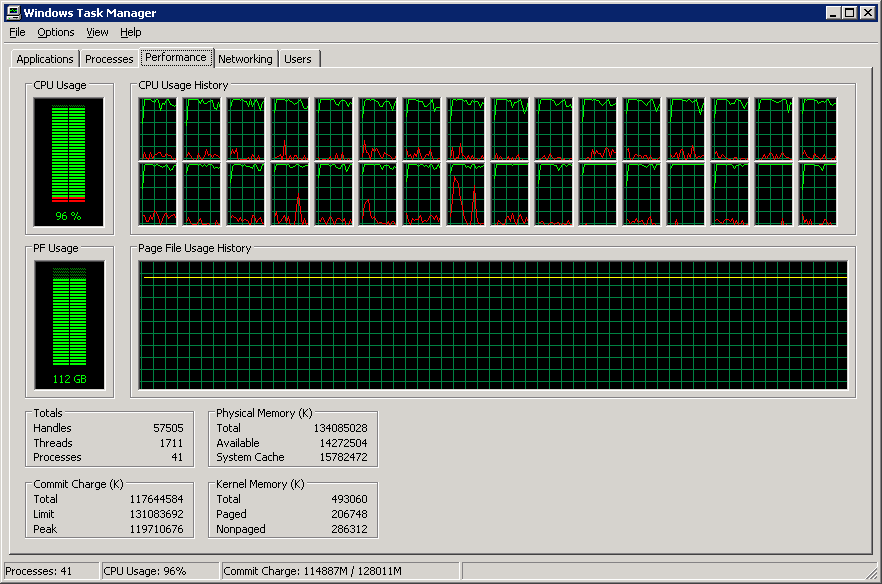 Windows Task Manager
File Options View Help
Applications Processes Performance Networking Users
CPU Usage
CPU Usage History
96 %
PF Usage
Page File Usage History
112 GB
Totals
Handles 57505
Threads 1711
Processes 41
Physical Memory (K)
Total 134085028
Available 14272504
System Cache 15782472
Commit Charge (K)
Total 117644584
Limit 131083692
Peak 119710676
Kernel Memory (K)
Total 493060
Paged 206748
Nonpaged 286312
Processes: 41 CPU Usage: 96% Commit Charge: 114887M / 128011M